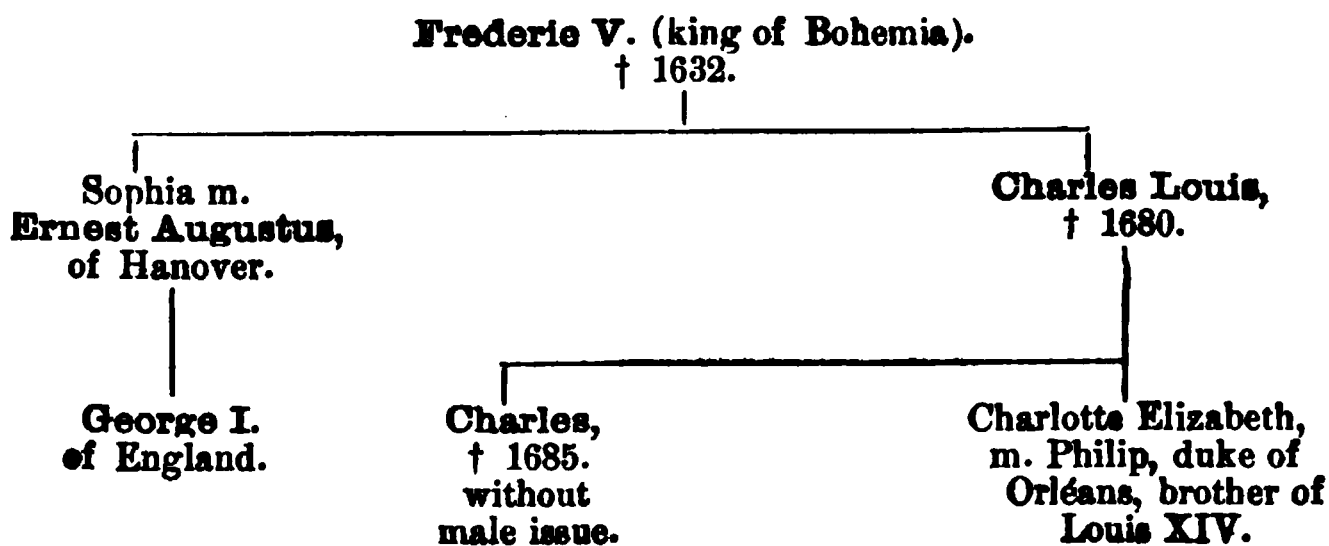 Frederic V. (king of Bohemia).
† 1632.
Sophia m.
Ernest Augustus,
of Hanover.
Charles Louis,
† 1680.
George I.
of England.
Charles,
† 1685.
without
male issue.
Charlotte Elizabeth,
m. Philip, duke of
Orléans, brother of
Louis XIV.